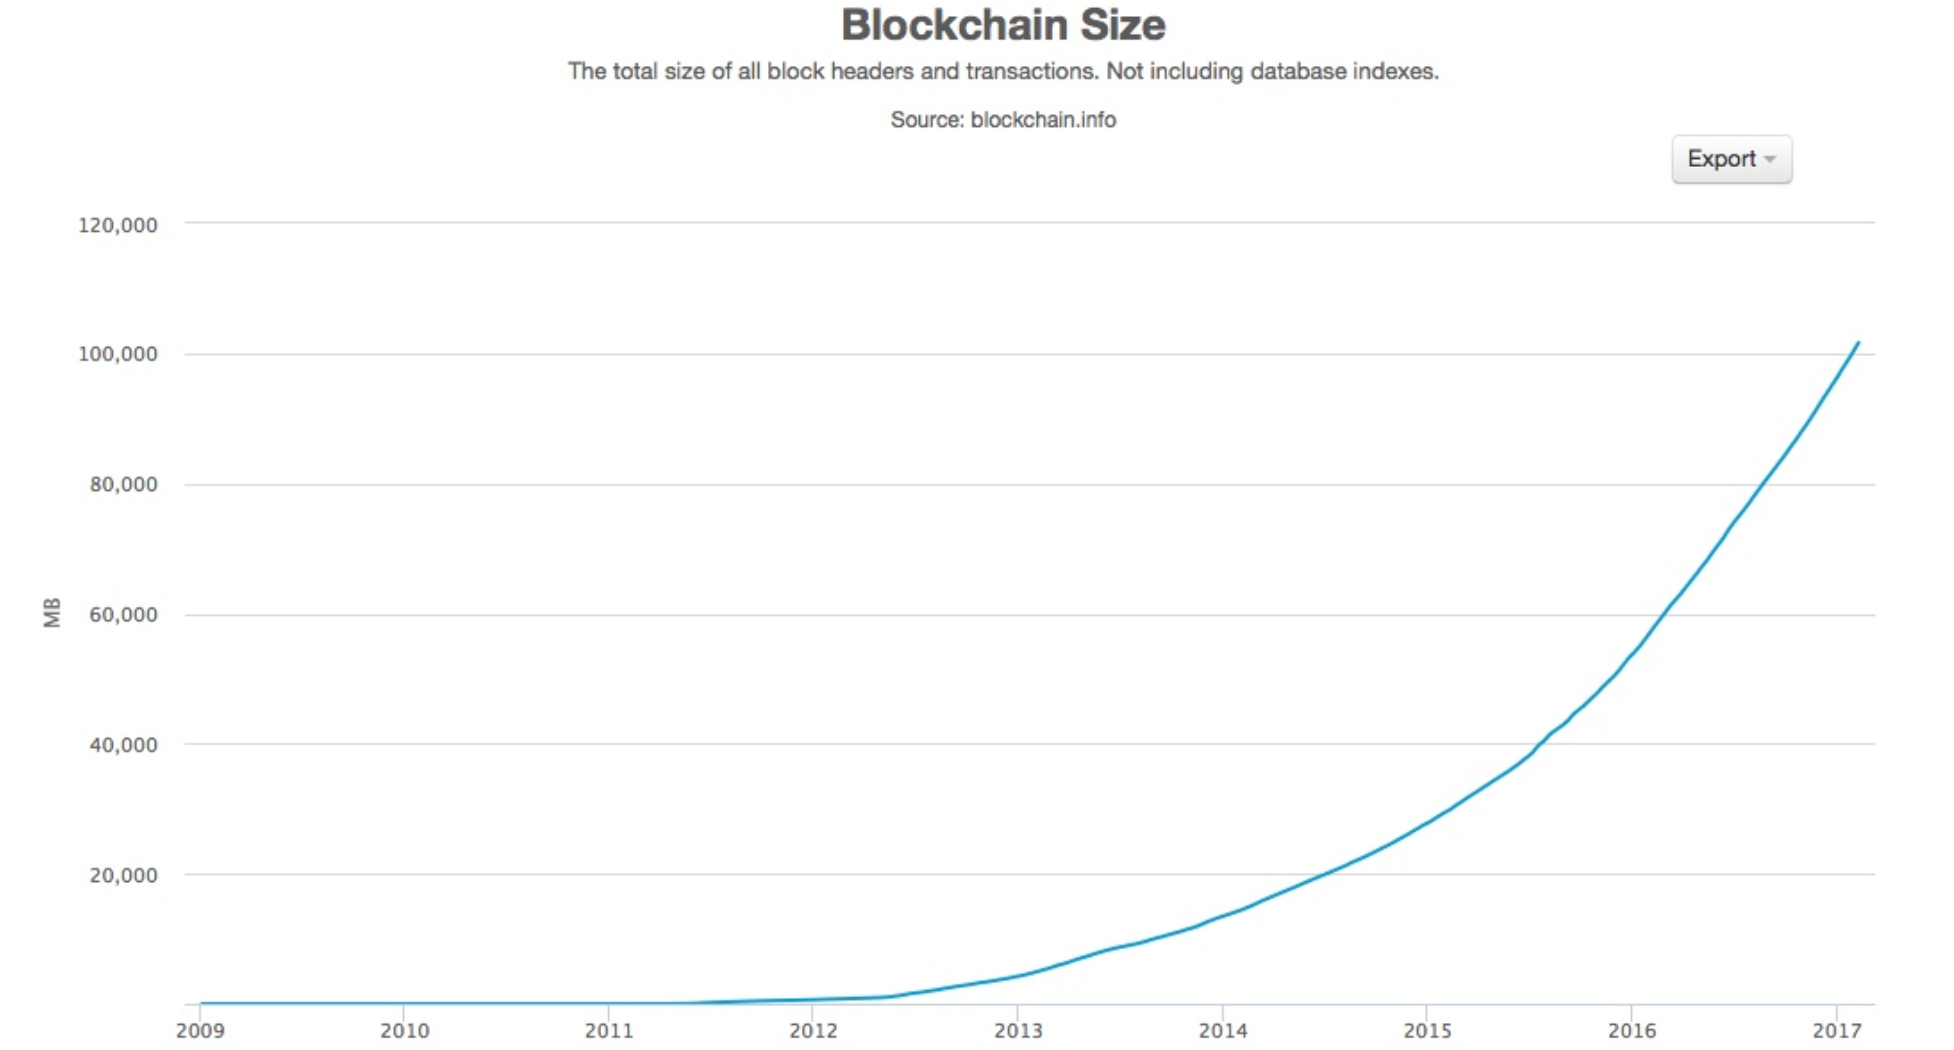 Blockchain Size
The total size of all block headers and transactions. Not including database indexes.
Source: blockchain.info
Export
120,000
100,000
80,000
60,000
40,000
20,000
MB
2009 2010 2011 2012 2013 2014 2015 2016 2017